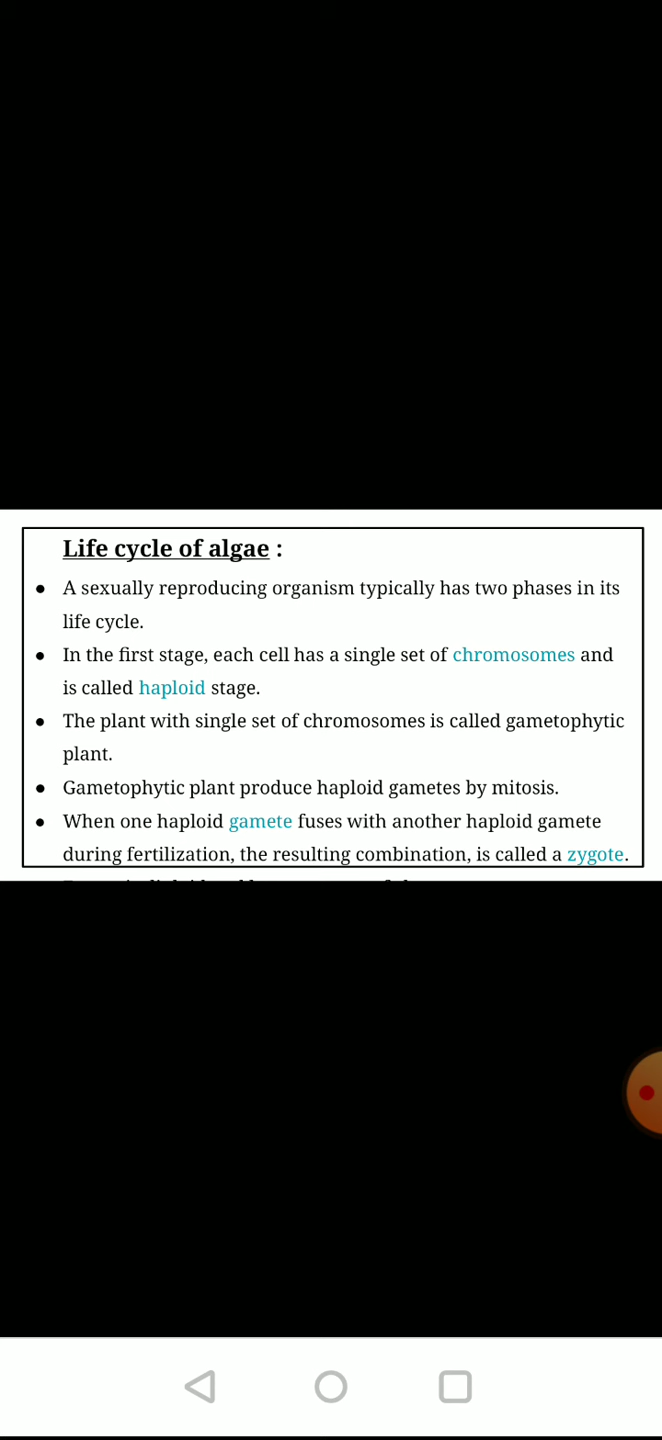 Life cycle of algae :
● A sexually reproducing organism typically has two phases in its
life cycle.
● In the first stage, each cell has a single set of chromosomes and
is called haploid stage.
● The plant with single set of chromosomes is called gametophytic
plant.
● Gametophytic plant produce haploid gametes by mitosis.
● When one haploid gamete fuses with another haploid gamete
during fertilization, the resulting combination, is called a zygote.